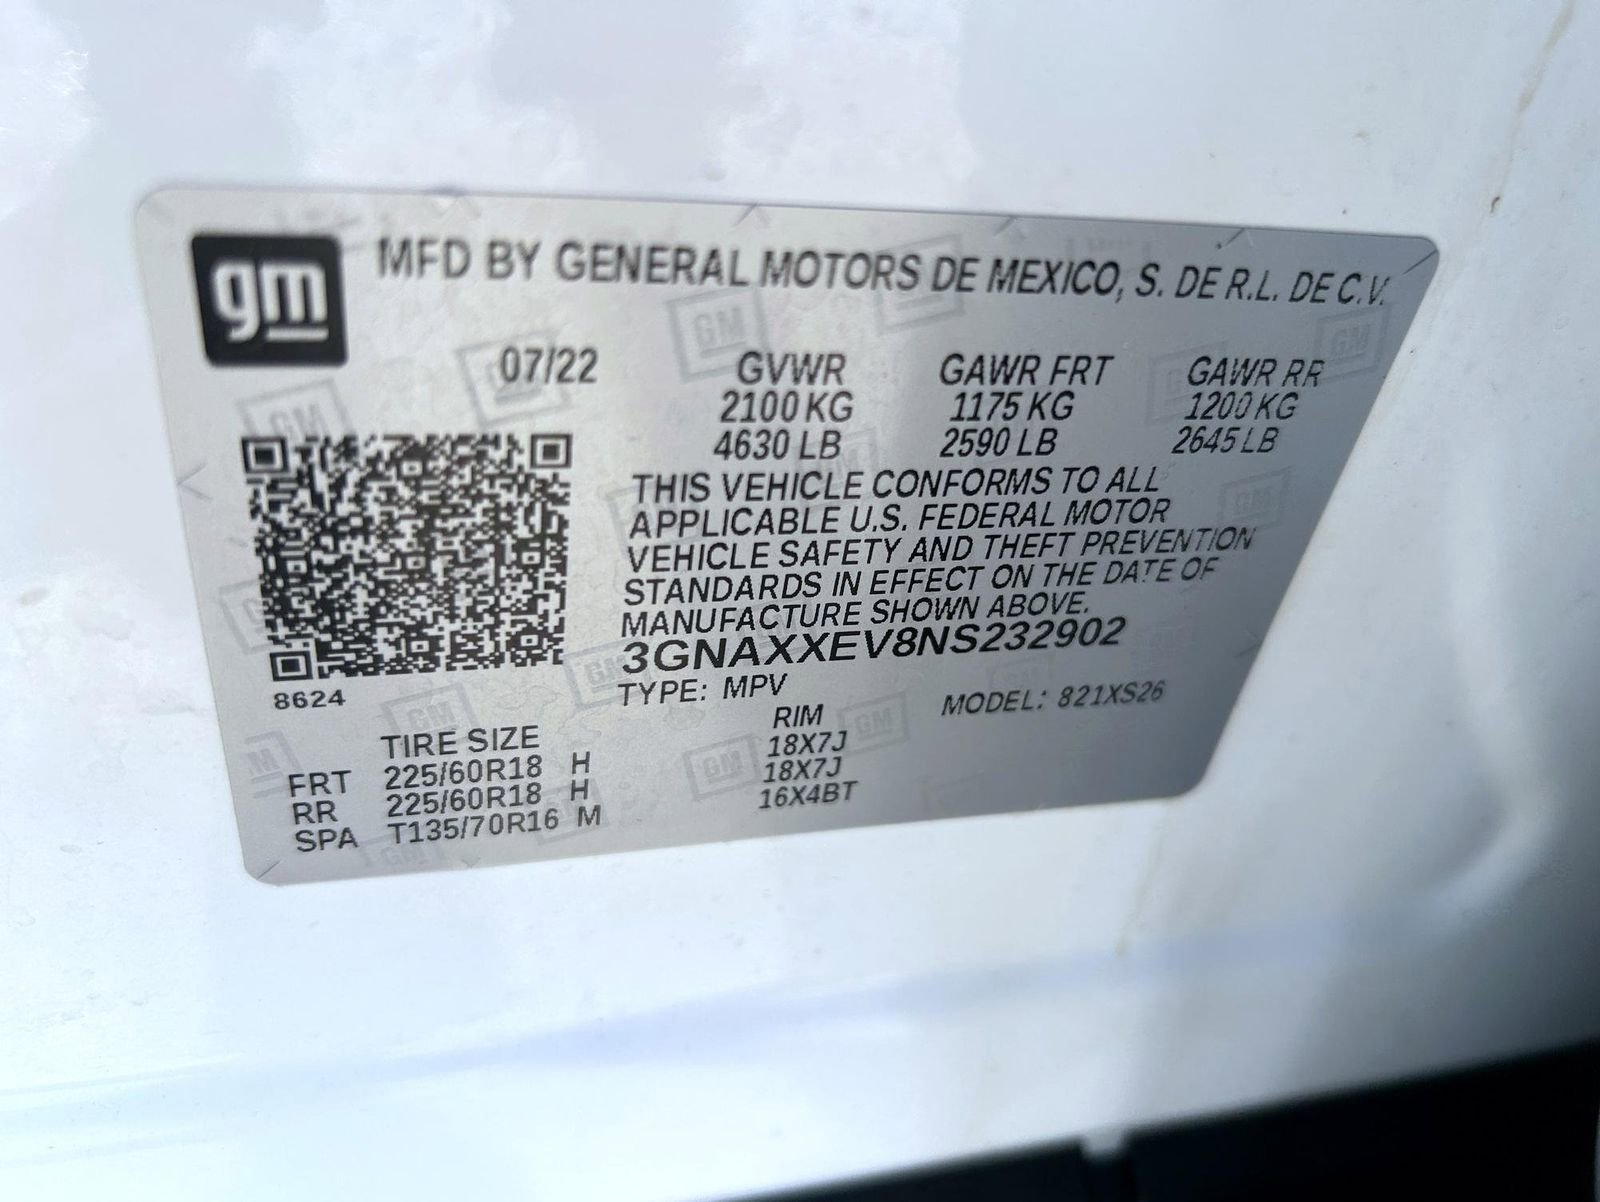 gm MFD BY GENERAL MOTORS DE MEXICO, S. DE R.L. DE C.V.
07/22 GVWR GAWR FRT GAWR RR
2100 KG 1175 KG 1200 KG
4630 LB 2590 LB 2645 LB
THIS VEHICLE CONFORMS TO ALL
APPLICABLE U.S. FEDERAL MOTOR
VEHICLE SAFETY AND THEFT PREVENTION
STANDARDS IN EFFECT ON THE DATE OF
MANUFACTURE SHOWN ABOVE.
3GNAXXEV8NS232902
8624 TYPE: MPV MODEL: 821XS26
TIRE SIZE RIM
FRT 225/60R18 H 18X7J
RR 225/60R18 H 18X7J
SPA T135/70R16 M 16X4BT